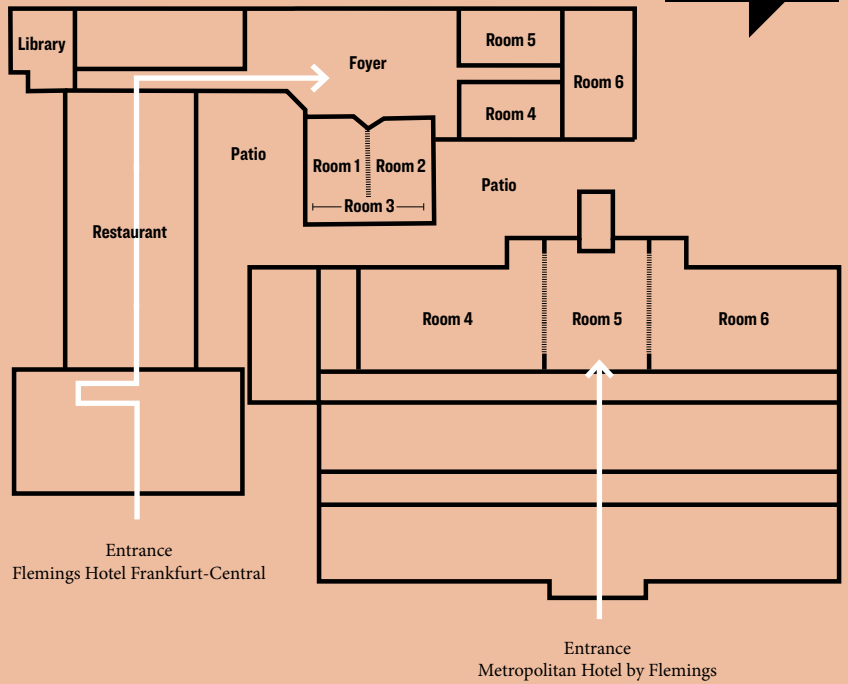 Library
Foyer
Room 5
Room 6
Room 4
Patio
Room 1
Room 2
Patio
Room 3
Restaurant
Room 4
Room 5
Room 6
Entrance
Flemings Hotel Frankfurt-Central
Entrance
Metropolitan Hotel by Flemings